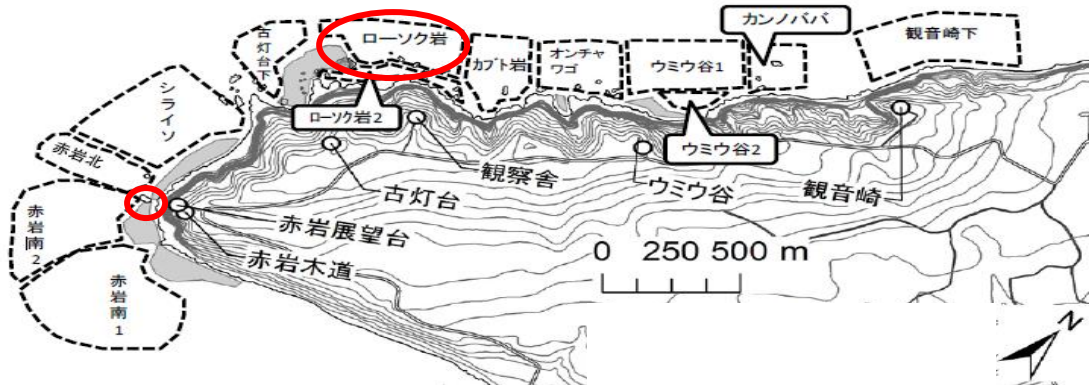 カンノババ
古灯台下
ローソク岩
カブト岩
オンチャ
ワゴ
ウミウ谷1
観音崎下
シライソ
ローソク岩2
ウミウ谷2
赤岩北
観察舎
古灯台
ウミウ谷
観音崎
赤岩南2
赤岩展望台
赤岩木道
0 250 500 m
赤岩南1
N